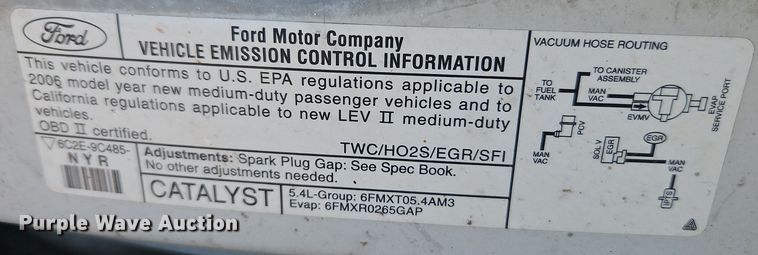 Ford
Ford Motor Company
VEHICLE EMISSION CONTROL INFORMATION
This vehicle conforms to U.S. EPA regulations applicable to
2006 model year new medium-duty passenger vehicles and to
California regulations applicable to new LEV II medium-duty
vehicles.
OBD II certified.
TWC/HO2S/EGR/SFI
6C2E-9C485-
NYR
Adjustments: Spark Plug Gap: See Spec Book.
No other adjustments needed.
CATALYST
5.4L-Group: 6FMXT05.4AM3
Evap: 6FMXR0265GAP
VACUUM HOSE ROUTING
TO CANISTER
ASSEMBLY
TO
FUEL
TANK
MAN
VAC
EVMV
EVAP
SERVICE PORT
PCV
MAN
VAC
EGR
SOL V
EGR
MAN
VAC
Purple Wave Auction